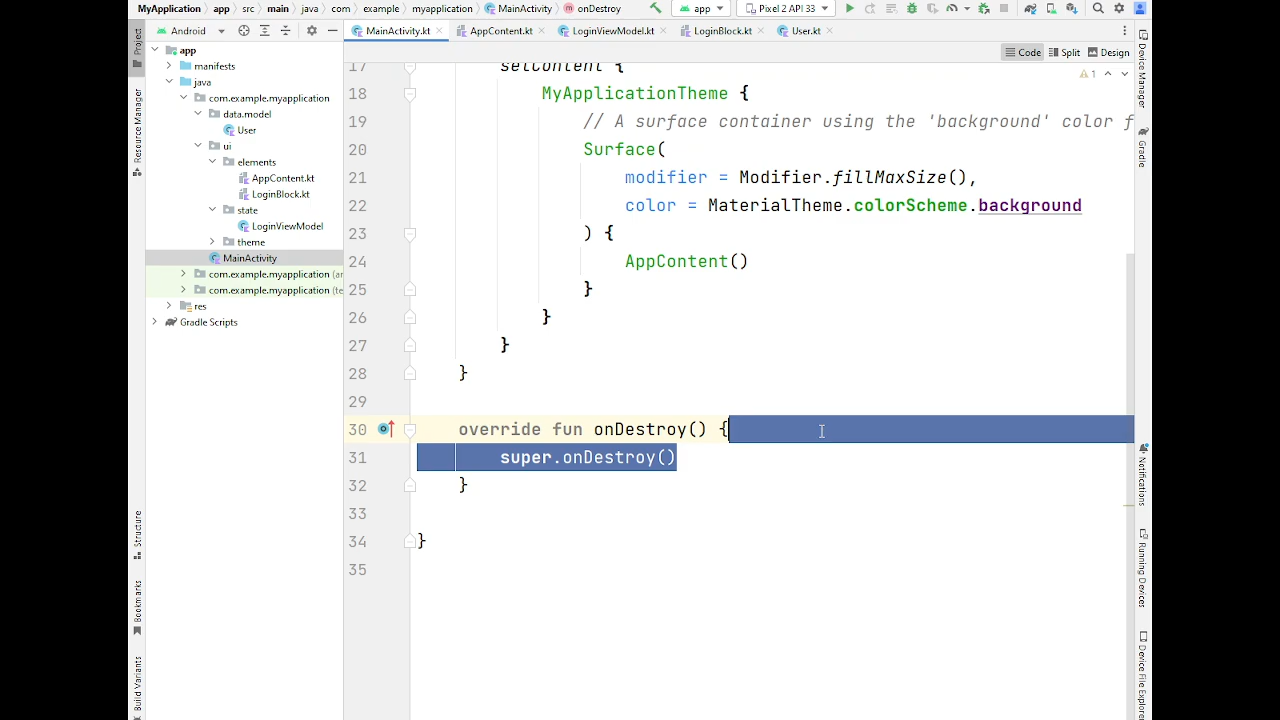 MyApplication app src main java com example myapplication MainActivity onDestroy app Pixel 2 API 33
Project
Resource Manager
Structure
Bookmarks
Build Variants
Android
app
manifests
java
com.example.myapplication
data.model
User
ui
elements
AppContent.kt
LoginBlock.kt
state
LoginViewModel
theme
MainActivity
com.example.myapplication (ar
com.example.myapplication (te
res
Gradle Scripts
MainActivity.kt AppContent.kt LoginViewModel.kt LoginBlock.kt User.kt
Code Split Design
1
17 setContent {
18 MyApplicationTheme {
19 // A surface container using the 'background' color f
20 Surface(
21 modifier = Modifier.fillMaxSize(),
22 color = MaterialTheme.colorScheme.background
23 ) {
24 AppContent()
25 }
26 }
27 }
28 }
29
30 override fun onDestroy() {
31 super.onDestroy()
32 }
33
34 }
35
Device Manager
Gradle
Notifications
Running Devices
Device File Explorer